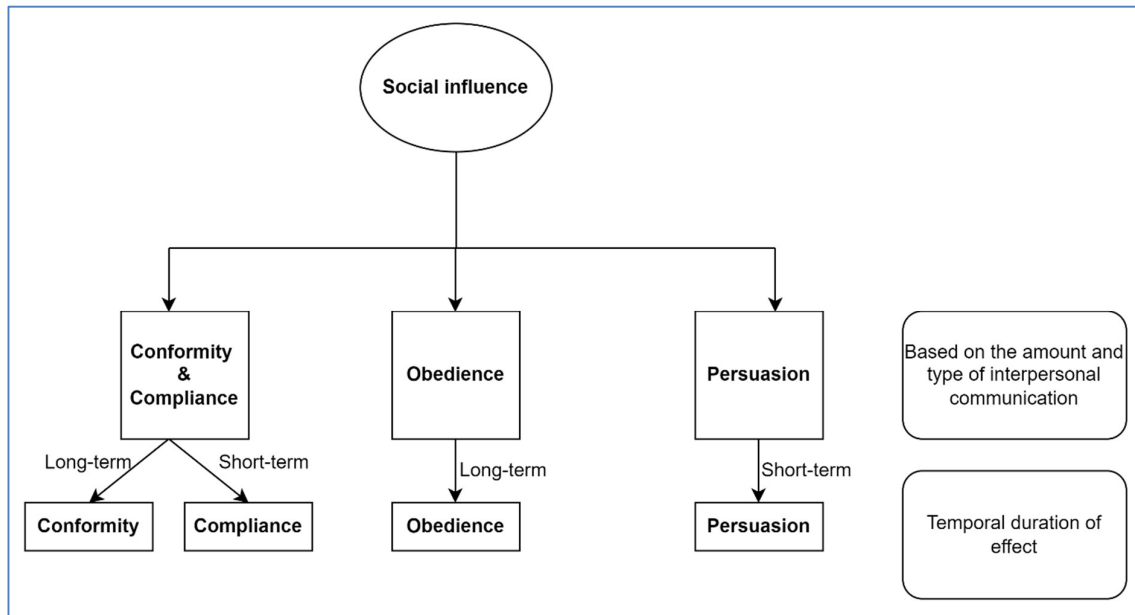 Social influence
Conformity
&
Compliance
Obedience
Persuasion
Based on the amount and
type of interpersonal
communication
Long-term
Short-term
Long-term
Short-term
Conformity
Compliance
Obedience
Persuasion
Temporal duration of
effect